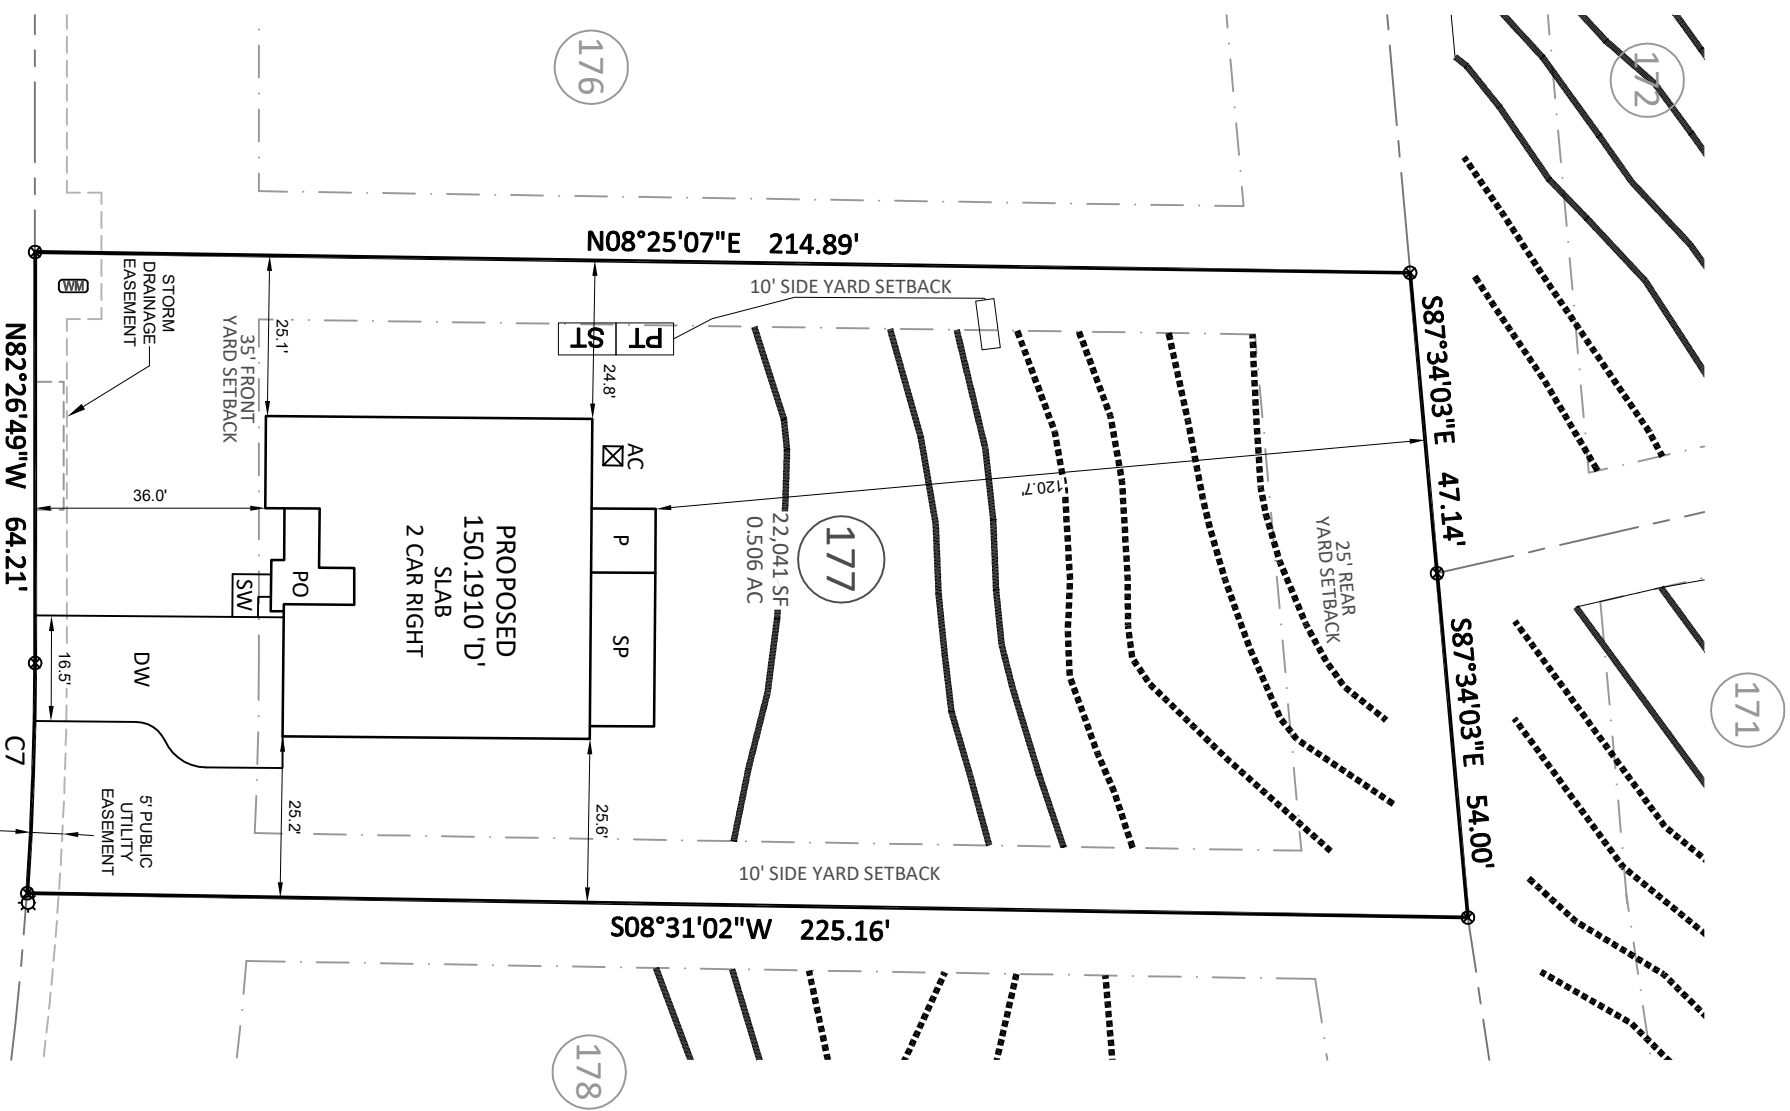 176
172
N08°25'07"E 214.89'
10' SIDE YARD SETBACK
WM
STORM
DRAINAGE
EASEMENT
35' FRONT
YARD SETBACK
25.1'
ST
PT
24.8'
AC
S87°34'03"E 47.14'
N82°26'49"W 64.21'
36.0'
PROPOSED
150.1910 'D'
SLAB
2 CAR RIGHT
P
SP
PO
SW
DW
16.5'
120.7'
177
22,041 SF
0.506 AC
25' REAR
YARD SETBACK
S87°34'03"E 54.00'
171
C7
5' PUBLIC
UTILITY
EASEMENT
25.2'
25.6'
10' SIDE YARD SETBACK
S08°31'02"W 225.16'
178